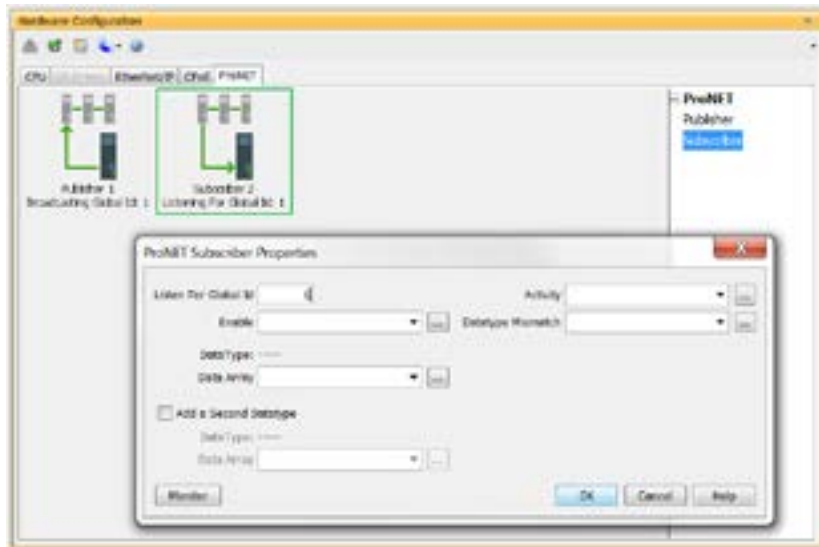 Hardware Configuration
CPU EtherNet/IP CPoE ProNET
ProNET
Publisher
Subscriber
Publisher 1
Broadcasting Global Id: 1
Subscriber 2
Listening For Global Id: 1
ProNET Subscriber Properties
Listen For Global Id
Activity
Enable
Datatype Mismatch
DataType: ----
Data Array
Add a Second Datatype
DataType: ----
Data Array
Monitor
OK
Cancel
Help